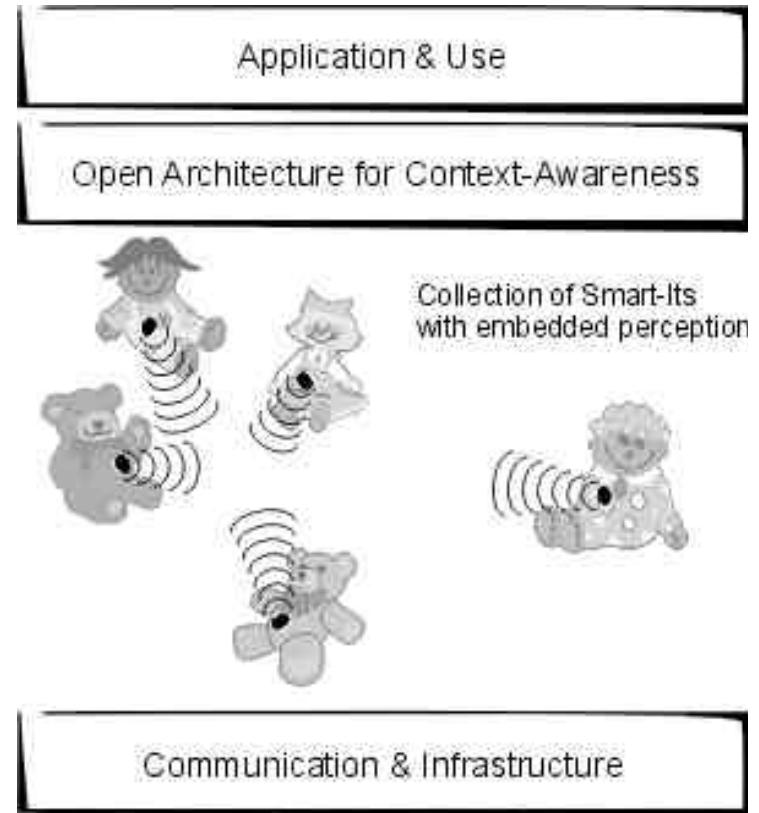 Application & Use
Open Architecture for Context-Awareness
Collection of Smart-Its
with embedded perception
Communication & Infrastructure